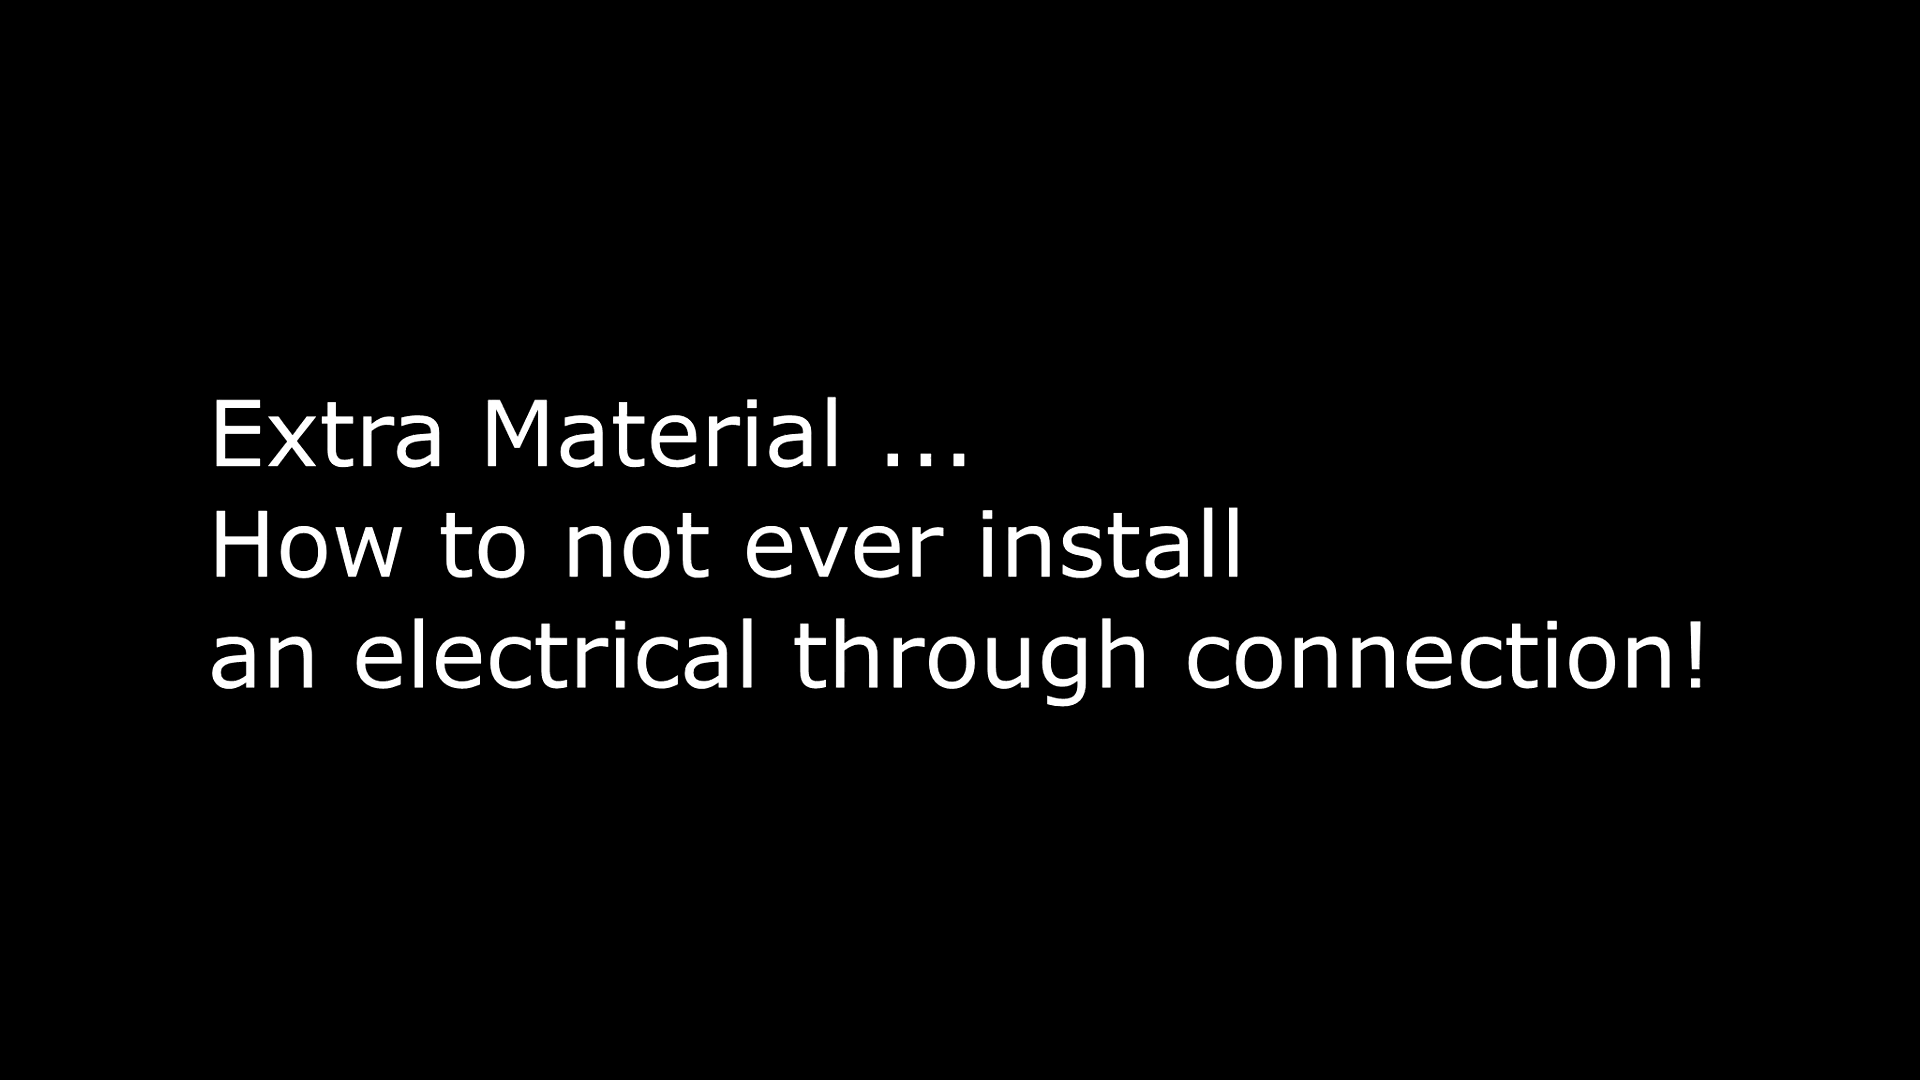 Extra Material ...
How to not ever install
an electrical through connection!